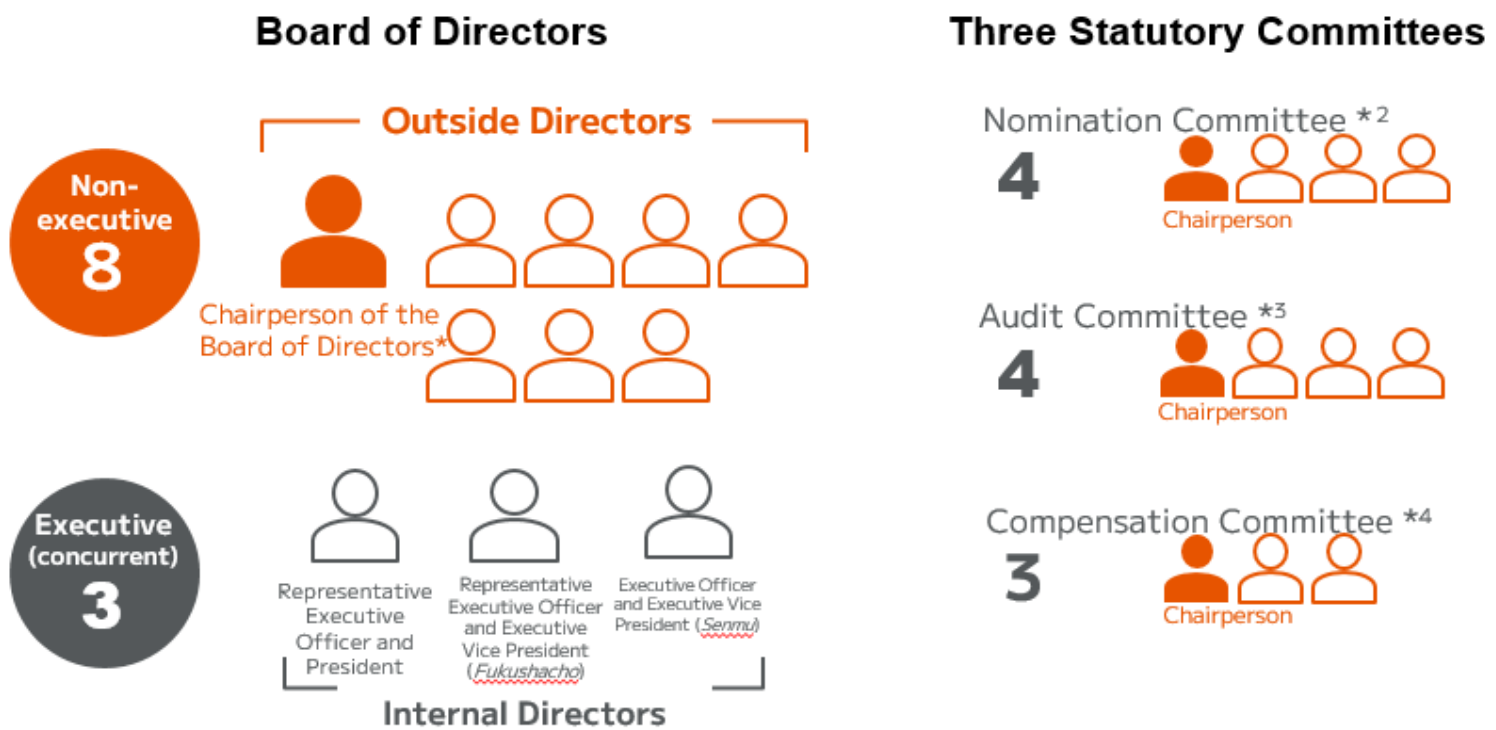 Board of Directors
Outside Directors
Non-
executive
8
Chairperson of the
Board of Directors*
Executive
(concurrent)
3
Representative
Executive
Officer and
President
Representative
Executive Officer
and Executive
Vice President
(Fukushacho)
Executive Officer
and Executive Vice
President (Senmu)
Internal Directors
Three Statutory Committees
Nomination Committee *2
4
Chairperson
Audit Committee *3
4
Chairperson
Compensation Committee *4
3
Chairperson